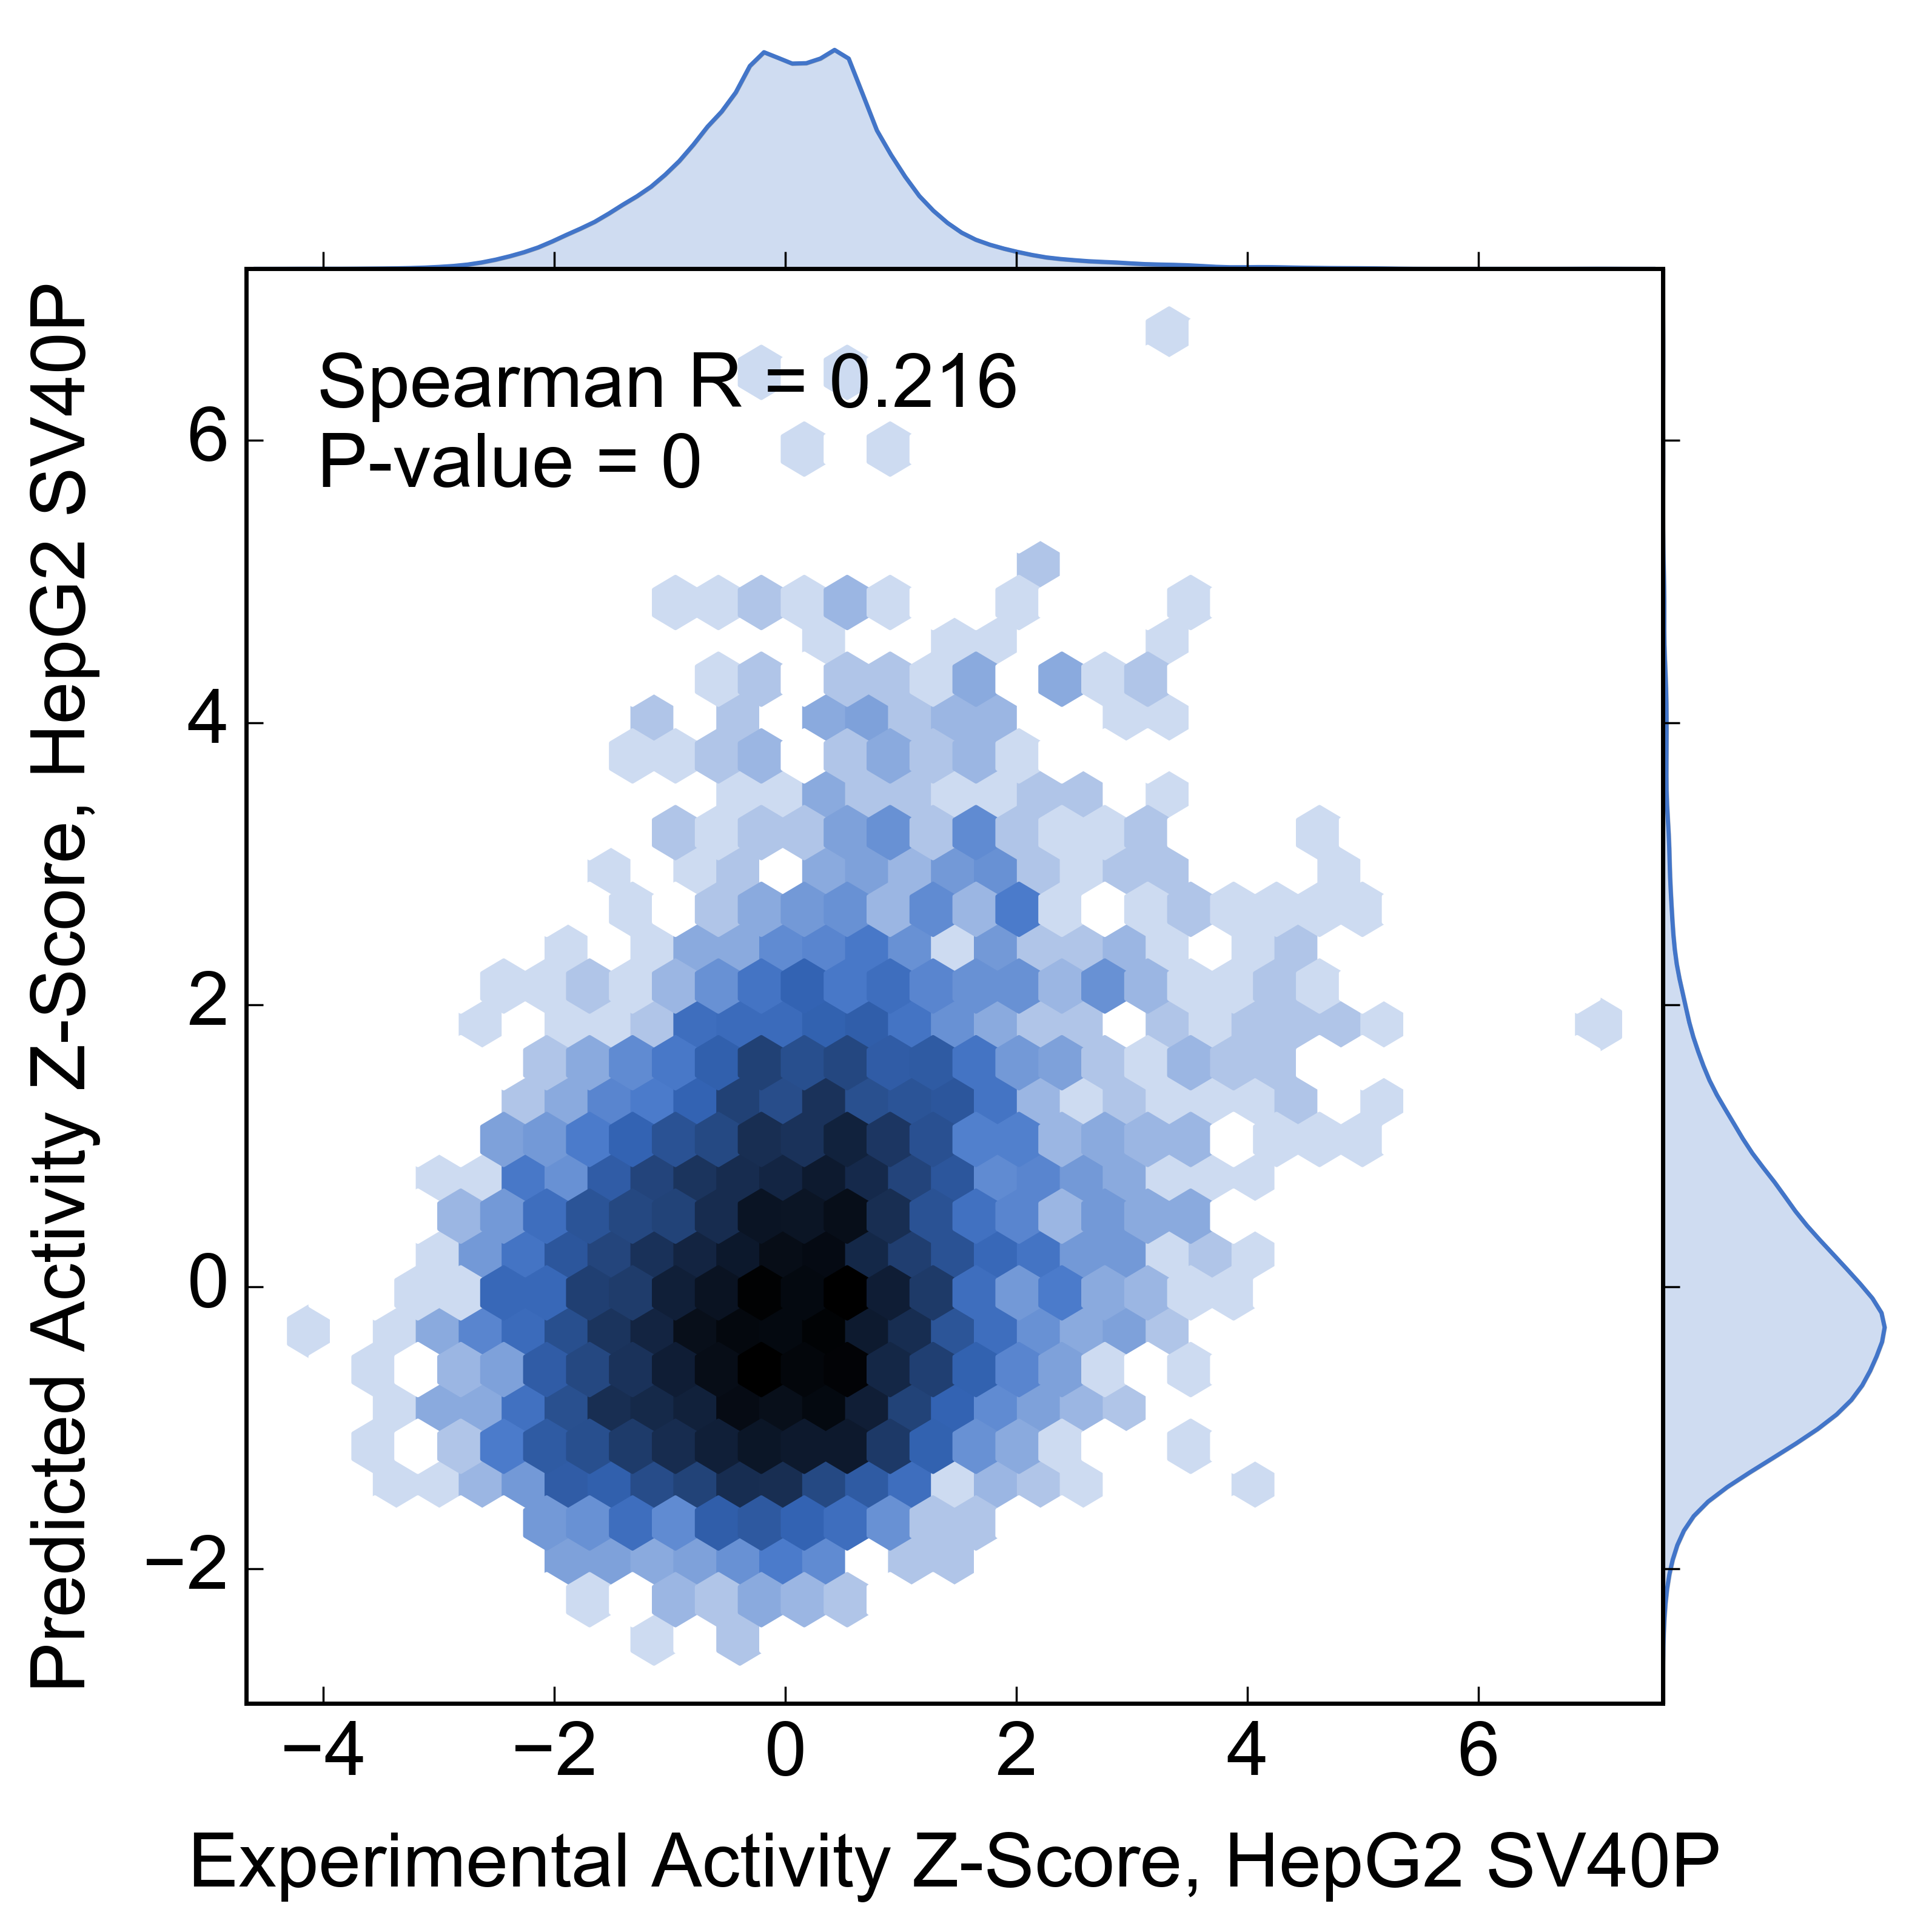 Spearman R = 0.216
P-value = 0
Predicted Activity Z-Score, HepG2 SV40P
6
4
2
0
−2
−4 −2 0 2 4 6
Experimental Activity Z-Score, HepG2 SV40P